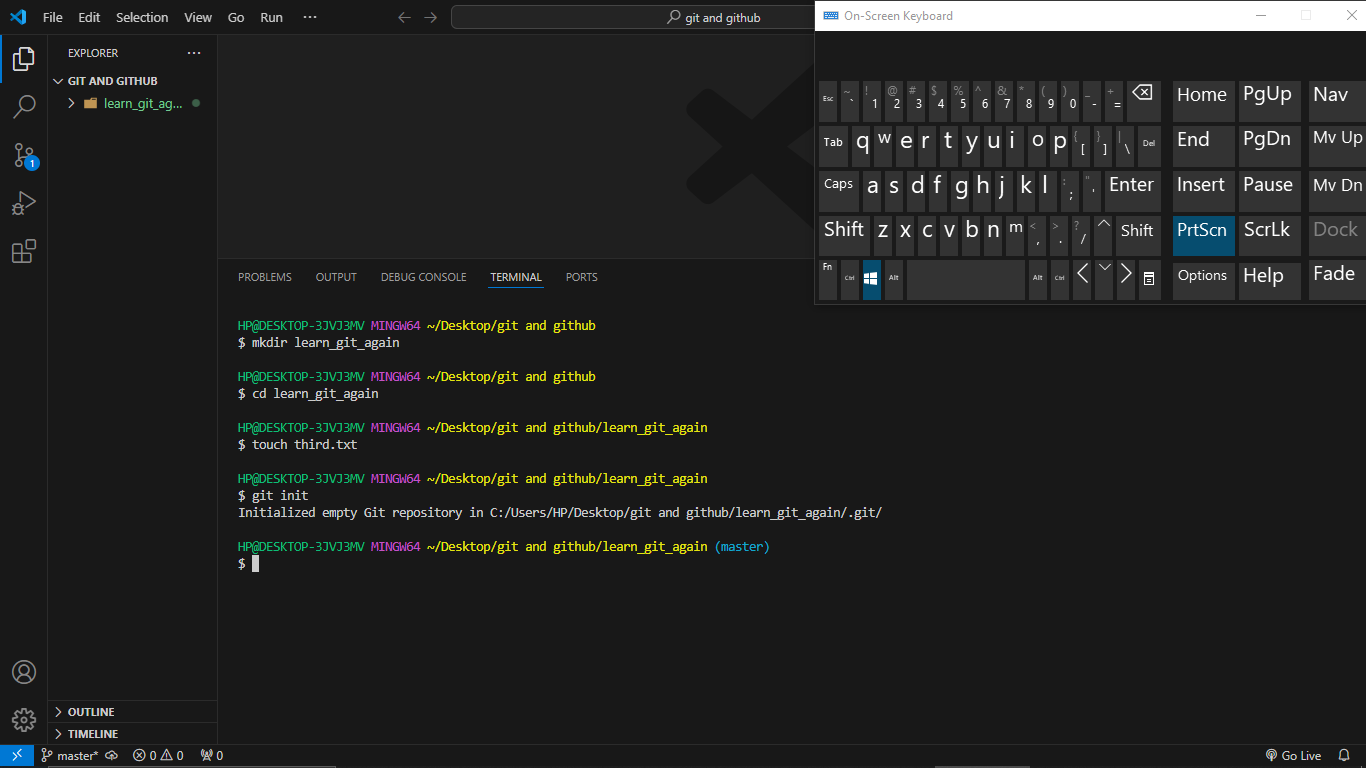 File Edit Selection View Go Run ···
git and github
On-Screen Keyboard
EXPLORER ···
GIT AND GITHUB
learn_git_ag...
1
OUTLINE
TIMELINE
PROBLEMS OUTPUT DEBUG CONSOLE TERMINAL PORTS
HP@DESKTOP-3JVJ3MV MINGW64 ~/Desktop/git and github
$ mkdir learn_git_again
HP@DESKTOP-3JVJ3MV MINGW64 ~/Desktop/git and github
$ cd learn_git_again
HP@DESKTOP-3JVJ3MV MINGW64 ~/Desktop/git and github/learn_git_again
$ touch third.txt
HP@DESKTOP-3JVJ3MV MINGW64 ~/Desktop/git and github/learn_git_again
$ git init
Initialized empty Git repository in C:/Users/HP/Desktop/git and github/learn_git_again/.git/
HP@DESKTOP-3JVJ3MV MINGW64 ~/Desktop/git and github/learn_git_again (master)
$
Esc ~ ` ! 1 @ 2 # 3 $ 4 % 5 ^ 6 & 7 * 8 ( 9 ) 0 _ - + = Home PgUp Nav
Tab q w e r t y u i o p { [ } ] | \ Del End PgDn Mv Up
Caps a s d f g h j k l : ; " ' Enter Insert Pause Mv Dn
Shift z x c v b n m < , > . ? / Shift PrtScn ScrLk Dock
Fn Ctrl Alt Alt Ctrl Options Help Fade
master* 0 0 0 Go Live